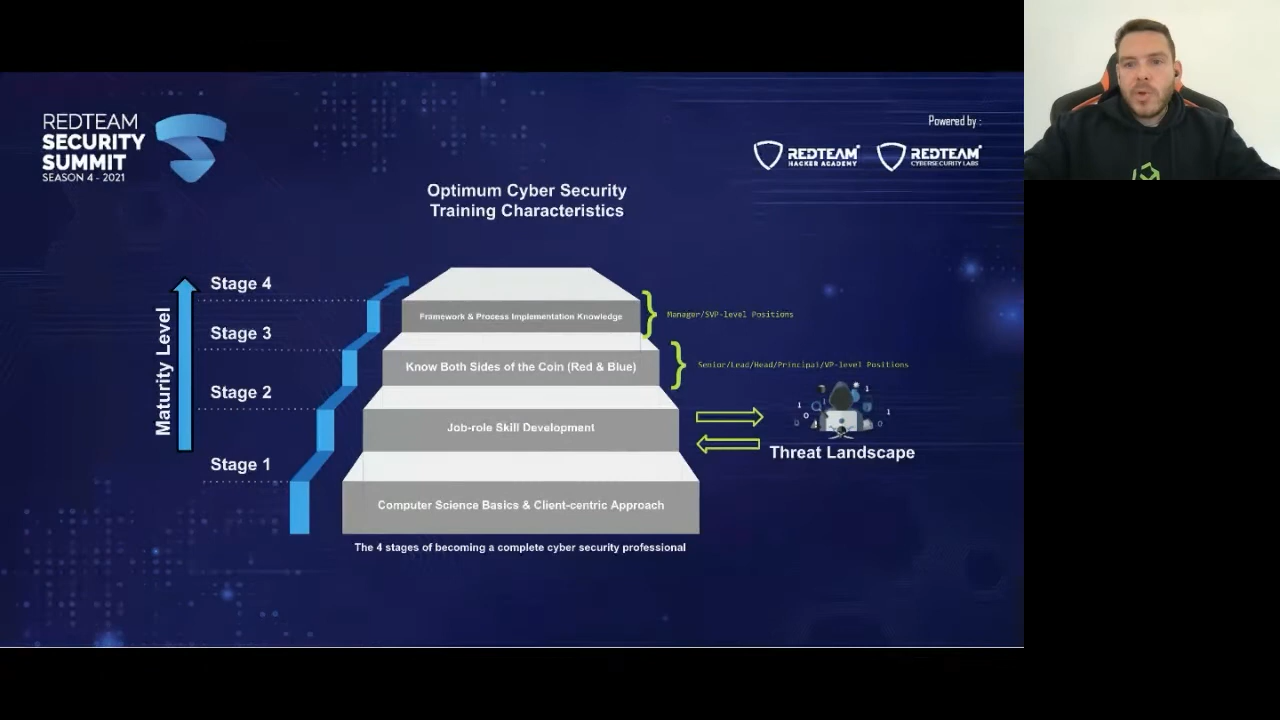 REDTEAM
SECURITY
SUMMIT
SEASON 4 - 2021
Powered by :
REDTEAM
HACKER ACADEMY
REDTEAM
CYBERSECURITY LABS
Optimum Cyber Security
Training Characteristics
Maturity Level
Stage 4
Framework & Process Implementation Knowledge
Manager/SVP-level Positions
Stage 3
Know Both Sides of the Coin (Red & Blue)
Senior/Lead/Head/Principal/VP-level Positions
Stage 2
Job-role Skill Development
Threat Landscape
Stage 1
Computer Science Basics & Client-centric Approach
The 4 stages of becoming a complete cyber security professional